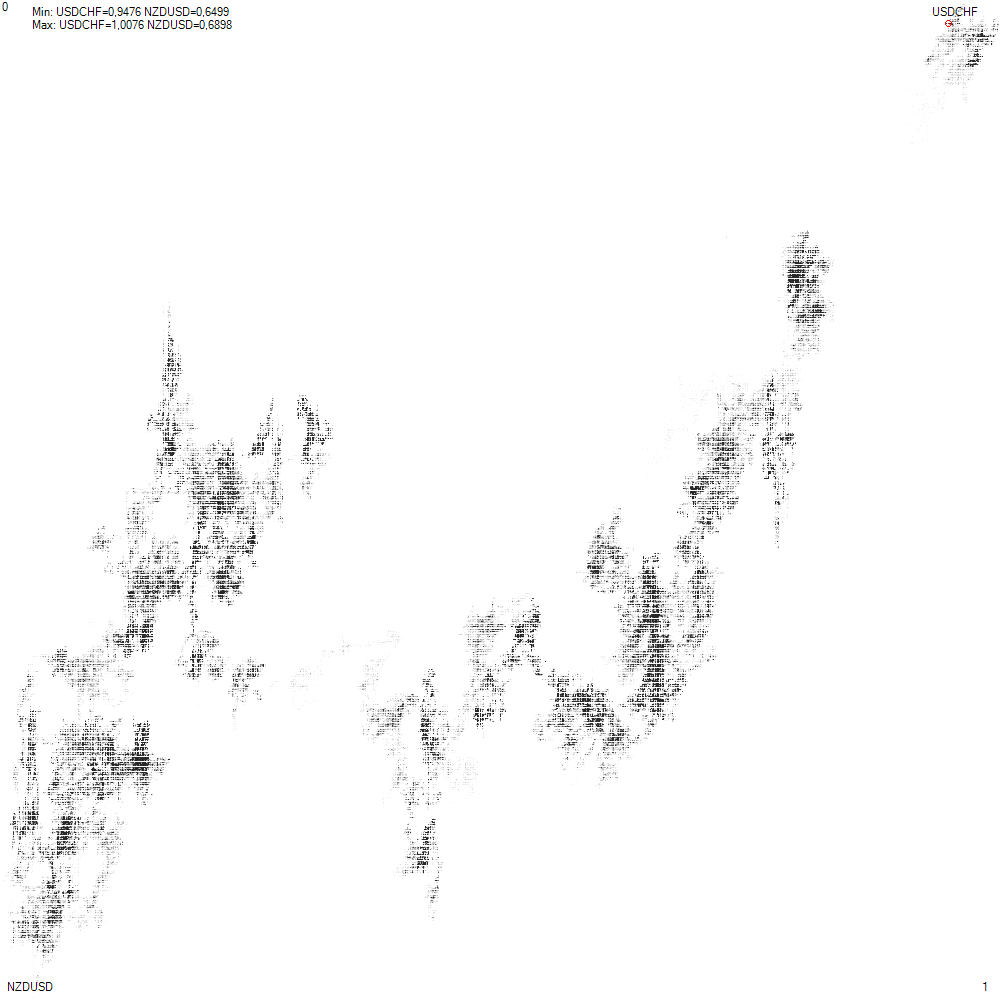 0
Min: USDCHF=0,9476 NZDUSD=0,6499
Max: USDCHF=1,0076 NZDUSD=0,6898
USDCHF
NZDUSD
1